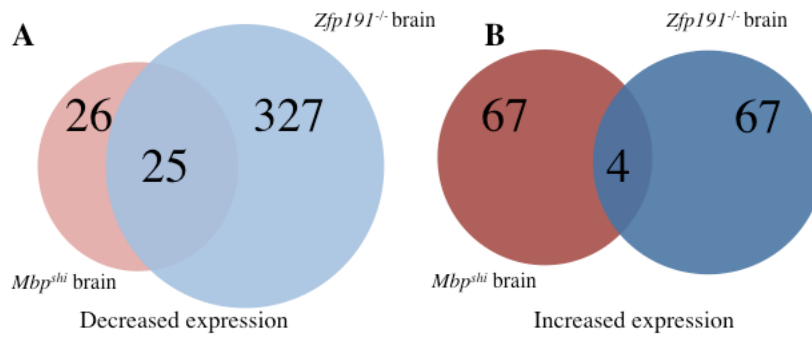 A
Zfp191-/- brain
26
327
25
Mbpshi brain
Decreased expression
B
Zfp191-/- brain
67
67
4
Mbpshi brain
Increased expression